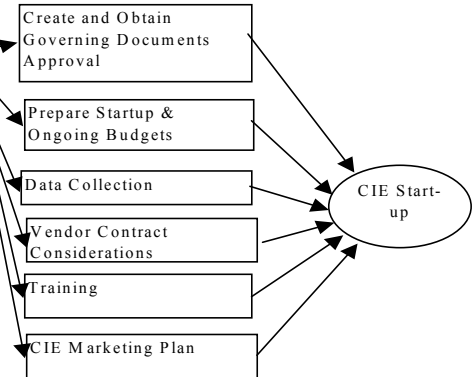 Create and Obtain
Governing Documents
Approval
Prepare Startup &
Ongoing Budgets
Data Collection
Vendor Contract
Considerations
Training
CIE Marketing Plan
CIE Start-
up